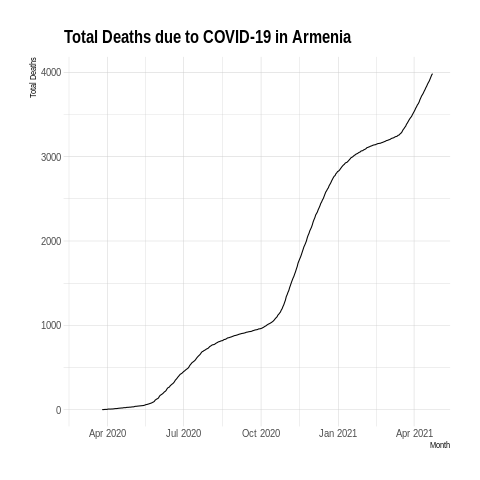 Total Deaths due to COVID-19 in Armenia
Total Deaths
4000
3000
2000
1000
0
Apr 2020 Jul 2020 Oct 2020 Jan 2021 Apr 2021
Month